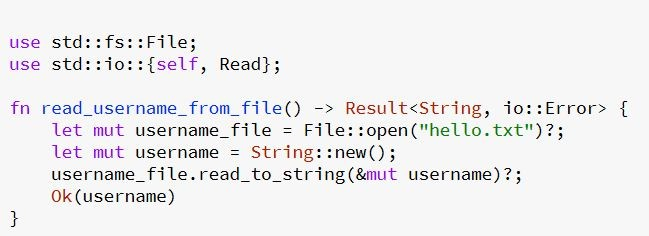 use std::fs::File;
use std::io::{self, Read};

fn read_username_from_file() -> Result<String, io::Error> {
    let mut username_file = File::open("hello.txt")?;
    let mut username = String::new();
    username_file.read_to_string(&mut username)?;
    Ok(username)
}